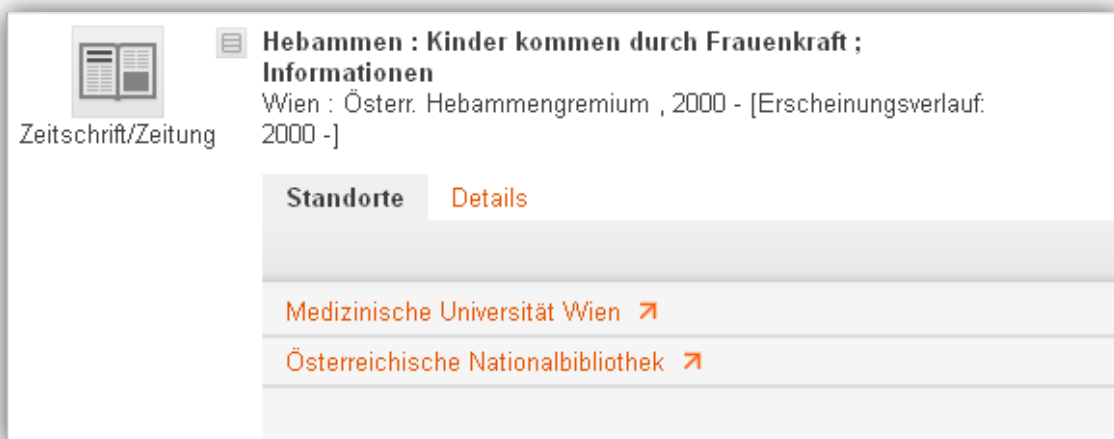 Hebammen : Kinder kommen durch Frauenkraft ;
Informationen
Wien : Österr. Hebammengremium , 2000 - [Erscheinungsverlauf:
2000 -]
Zeitschrift/Zeitung
Standorte Details
Medizinische Universität Wien
Österreichische Nationalbibliothek